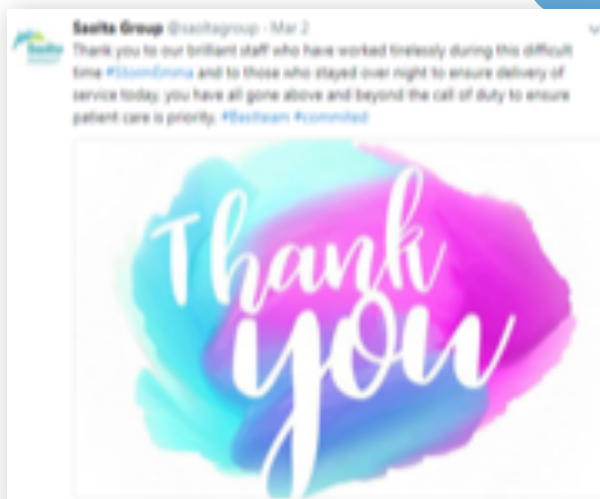 Saolta Group @saoltagroup · Mar 2
Thank you to our brilliant staff who have worked tirelessly during this difficult
time #StormEmma and to those who stayed over night to ensure delivery of
service today, you have all gone above and beyond the call of duty to ensure
patient care is priority. #Bestteam #commited
Saolta
Thank
you